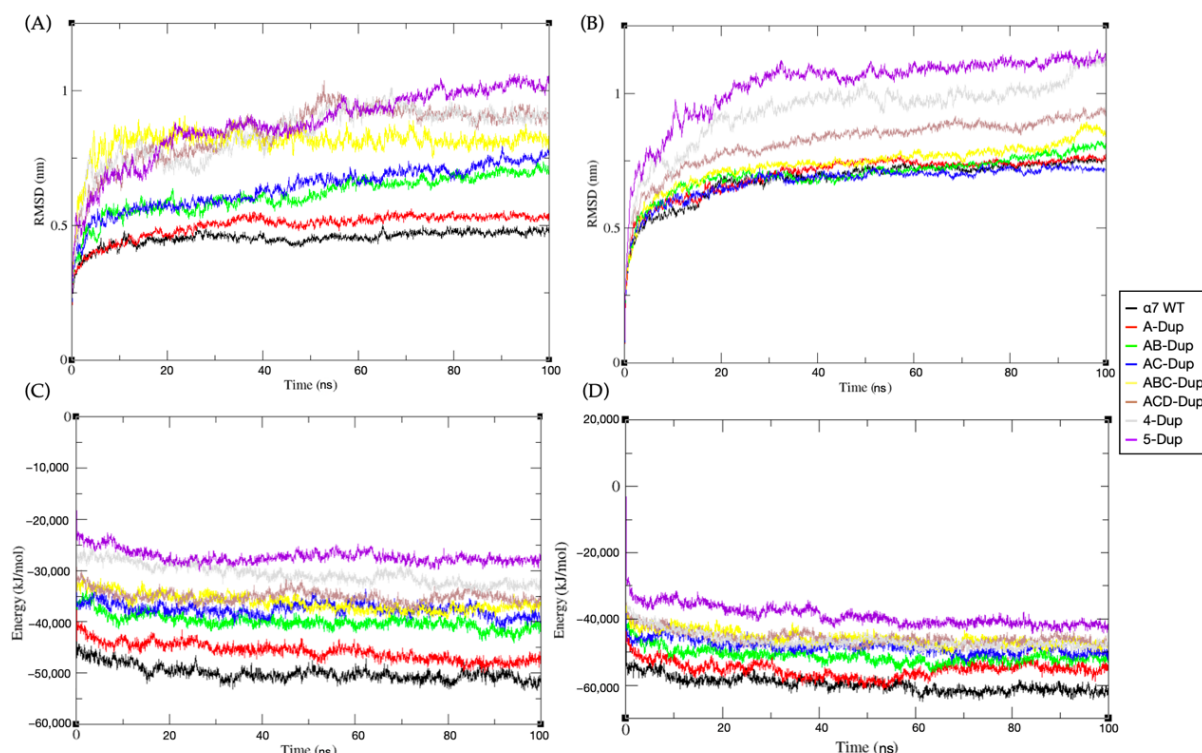 (A)
(B)
RMSD (nm)
1
0.5
0
0
20
40
60
80
100
Time (ns)
RMSD (nm)
1
0.5
0
0
20
40
60
80
100
Time (ns)
α7 WT
A-Dup
AB-Dup
AC-Dup
ABC-Dup
ACD-Dup
4-Dup
5-Dup
(C)
(D)
Energy (kJ/mol)
0
−10,000
−20,000
−30,000
−40,000
−50,000
−60,000
0
20
40
60
80
100
Time (ns)
Energy (kJ/mol)
20,000
0
−20,000
−40,000
−60,000
0
20
40
60
80
100
Time (ns)